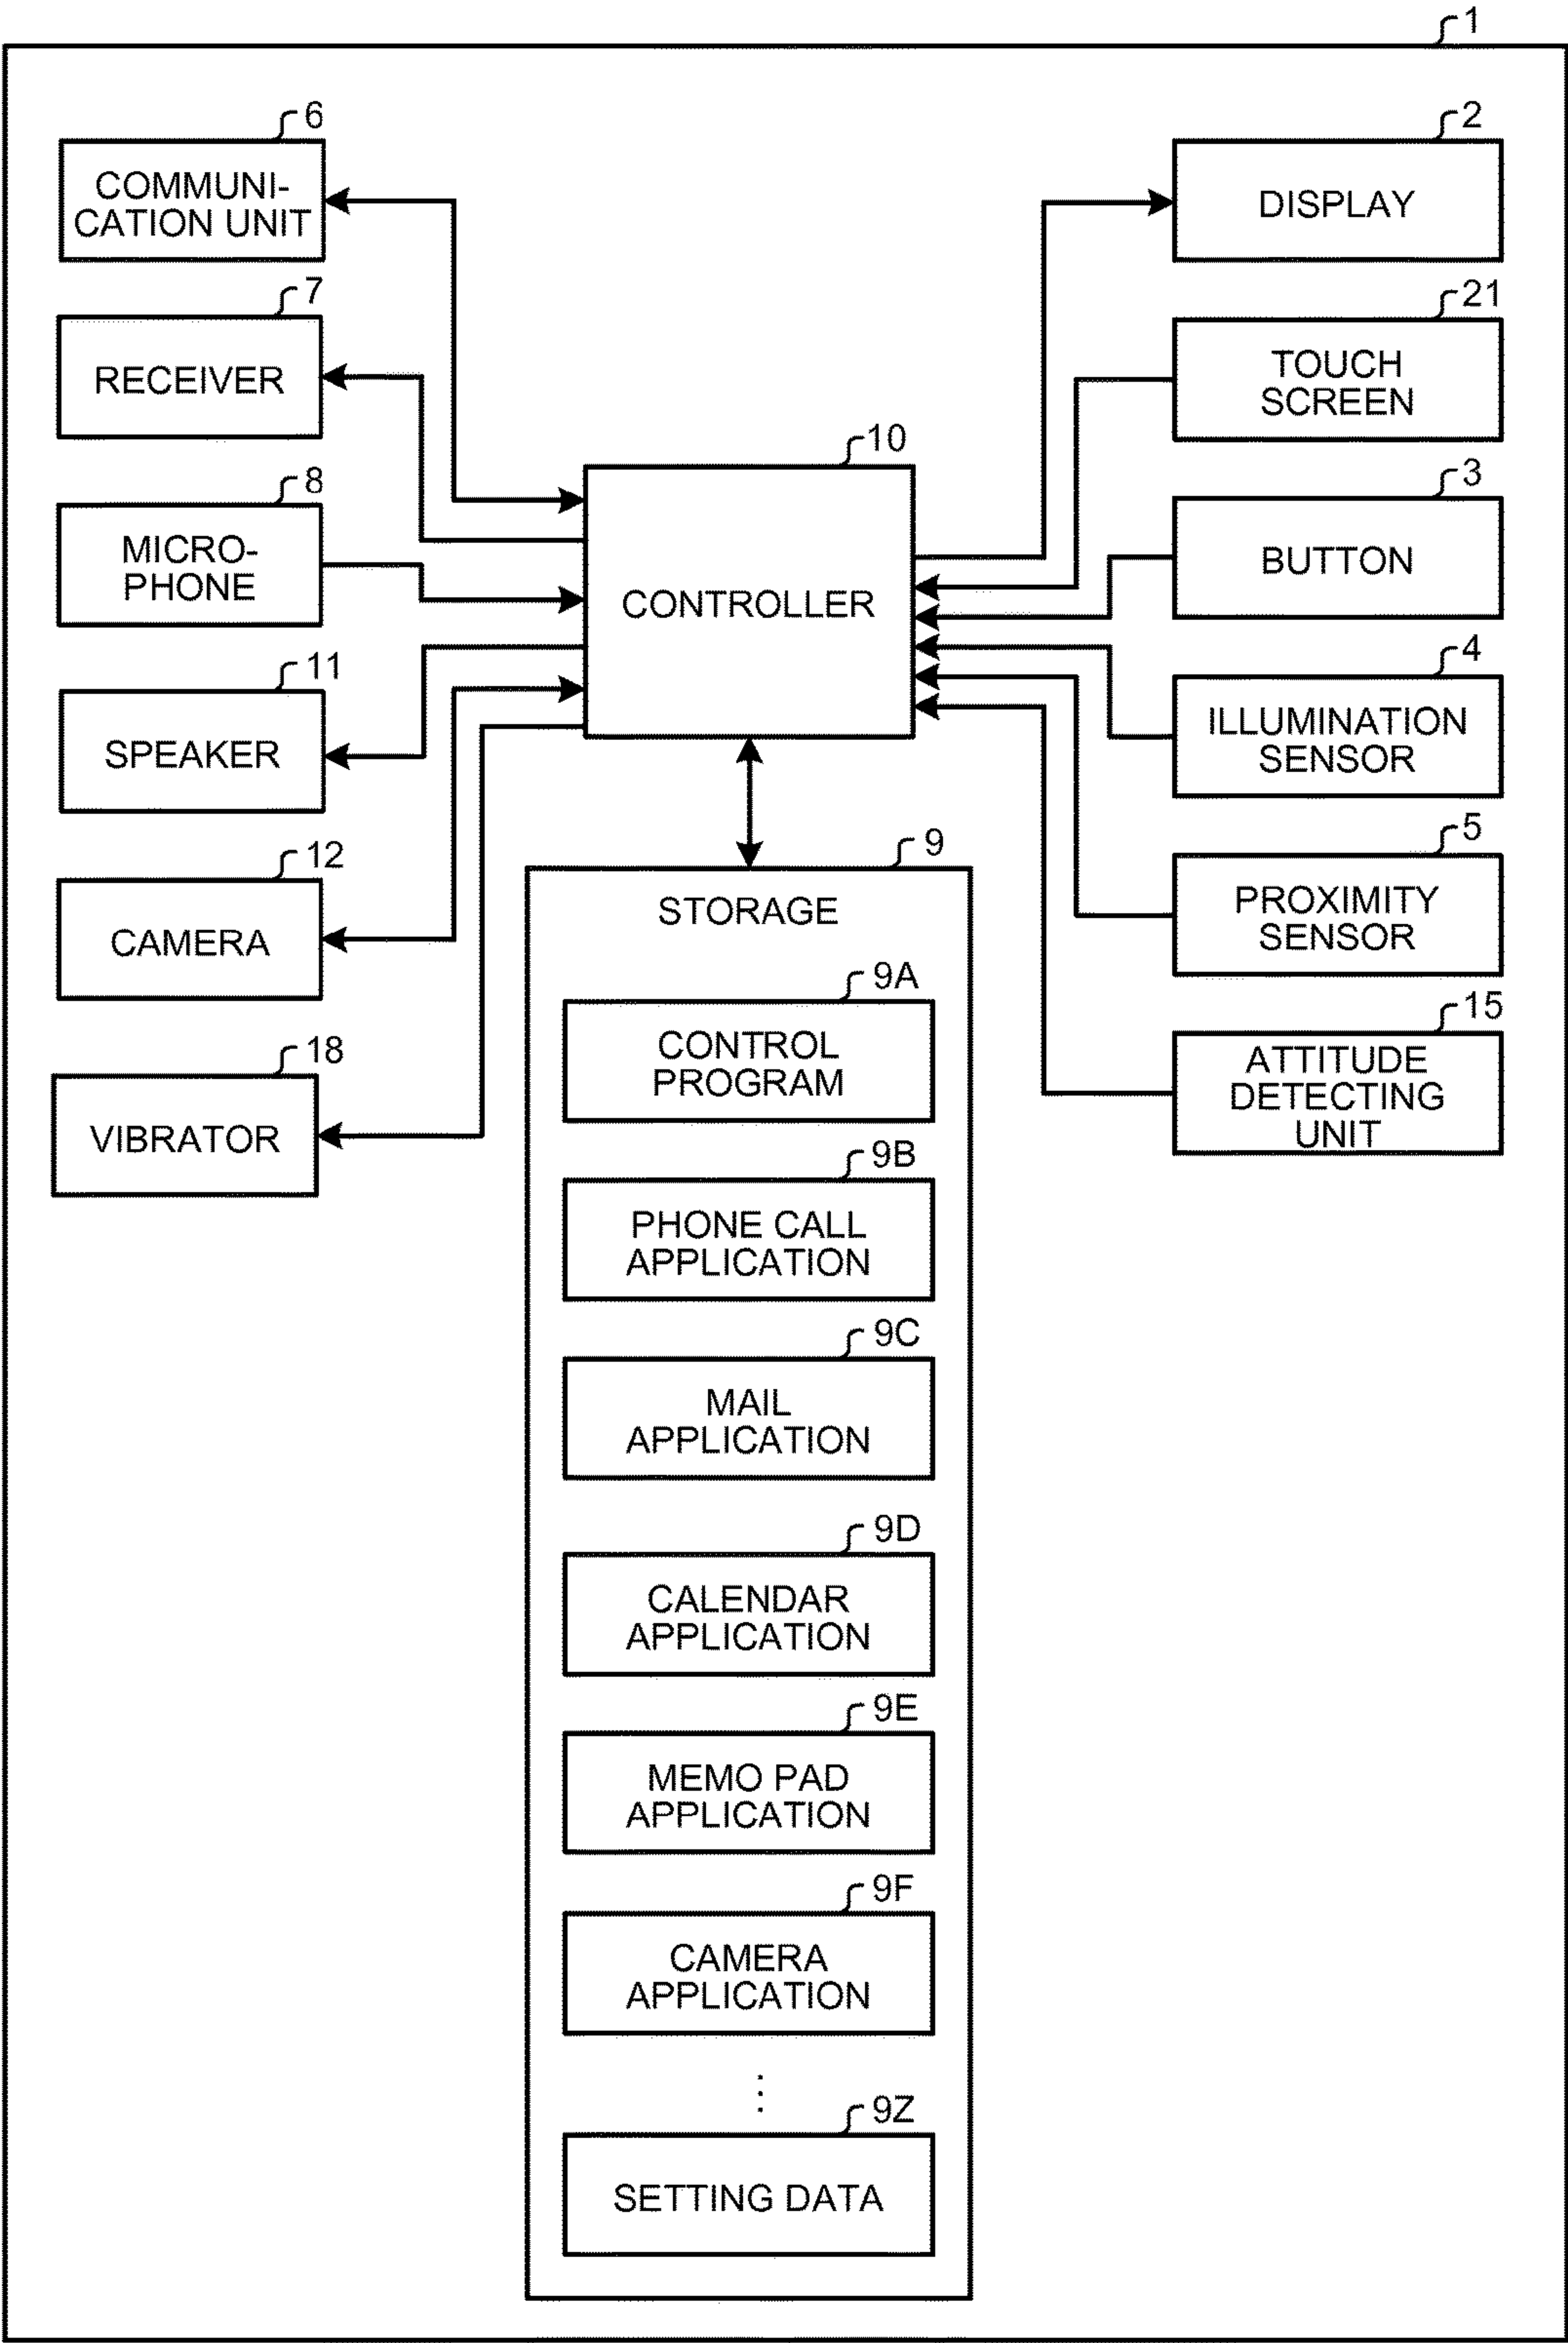 1
6
COMMUNI-
CATION UNIT
7
RECEIVER
8
MICRO-
PHONE
11
SPEAKER
12
CAMERA
18
VIBRATOR
10
CONTROLLER
2
DISPLAY
21
TOUCH
SCREEN
3
BUTTON
4
ILLUMINATION
SENSOR
5
PROXIMITY
SENSOR
15
ATTITUDE
DETECTING
UNIT
9
STORAGE
9A
CONTROL
PROGRAM
9B
PHONE CALL
APPLICATION
9C
MAIL
APPLICATION
9D
CALENDAR
APPLICATION
9E
MEMO PAD
APPLICATION
9F
CAMERA
APPLICATION
⋮
9Z
SETTING DATA